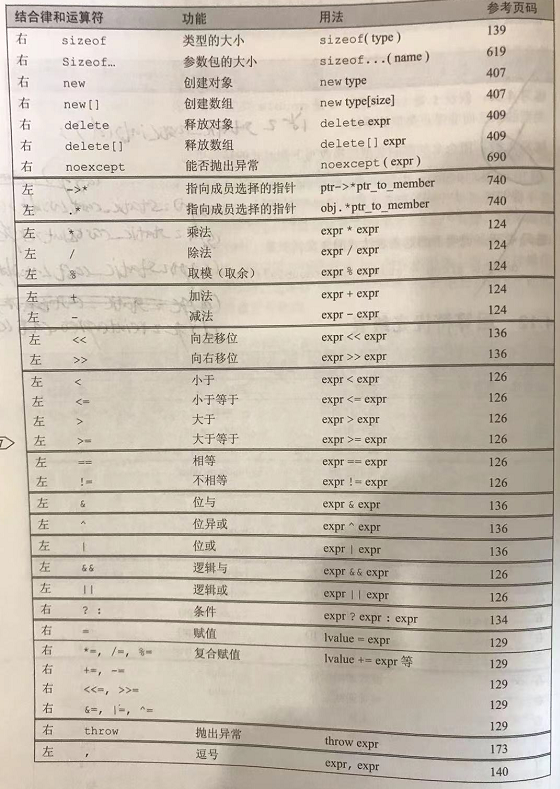 结合律和运算符 功能 用法 参考页码
右 sizeof 类型的大小 sizeof( type ) 139
右 Sizeof… 参数包的大小 sizeof...( name ) 619
右 new 创建对象 new type 407
右 new[] 创建数组 new type[size] 407
右 delete 释放对象 delete expr 409
右 delete[] 释放数组 delete[] expr 409
右 noexcept 能否抛出异常 noexcept ( expr ) 690
左 ->* 指向成员选择的指针 ptr->*ptr_to_member 740
左 .* 指向成员选择的指针 obj.*ptr_to_member 740
左 * 乘法 expr * expr 124
左 / 除法 expr / expr 124
左 % 取模（取余） expr % expr 124
左 + 加法 expr + expr 124
左 - 减法 expr - expr 124
左 << 向左移位 expr << expr 136
左 >> 向右移位 expr >> expr 136
左 < 小于 expr < expr 126
左 <= 小于等于 expr <= expr 126
左 > 大于 expr > expr 126
左 >= 大于等于 expr >= expr 126
左 == 相等 expr == expr 126
左 != 不相等 expr != expr 126
左 & 位与 expr & expr 136
左 ^ 位异或 expr ^ expr 136
左 | 位或 expr | expr 136
左 && 逻辑与 expr && expr 126
左 || 逻辑或 expr || expr 126
右 ? : 条件 expr ? expr : expr 134
右 = 赋值 lvalue = expr 129
右 *=, /=, %= 复合赋值 lvalue += expr 等 129
右 +=, -= 129
右 <<=, >>= 129
右 &=, |=, ^= 129
右 throw 抛出异常 throw expr 173
左 , 逗号 expr, expr 140